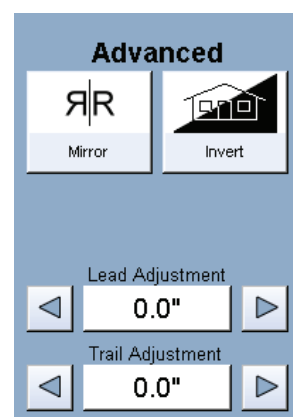 Advanced
ЯR
Mirror Invert
Lead Adjustment
0.0"
Trail Adjustment
0.0"